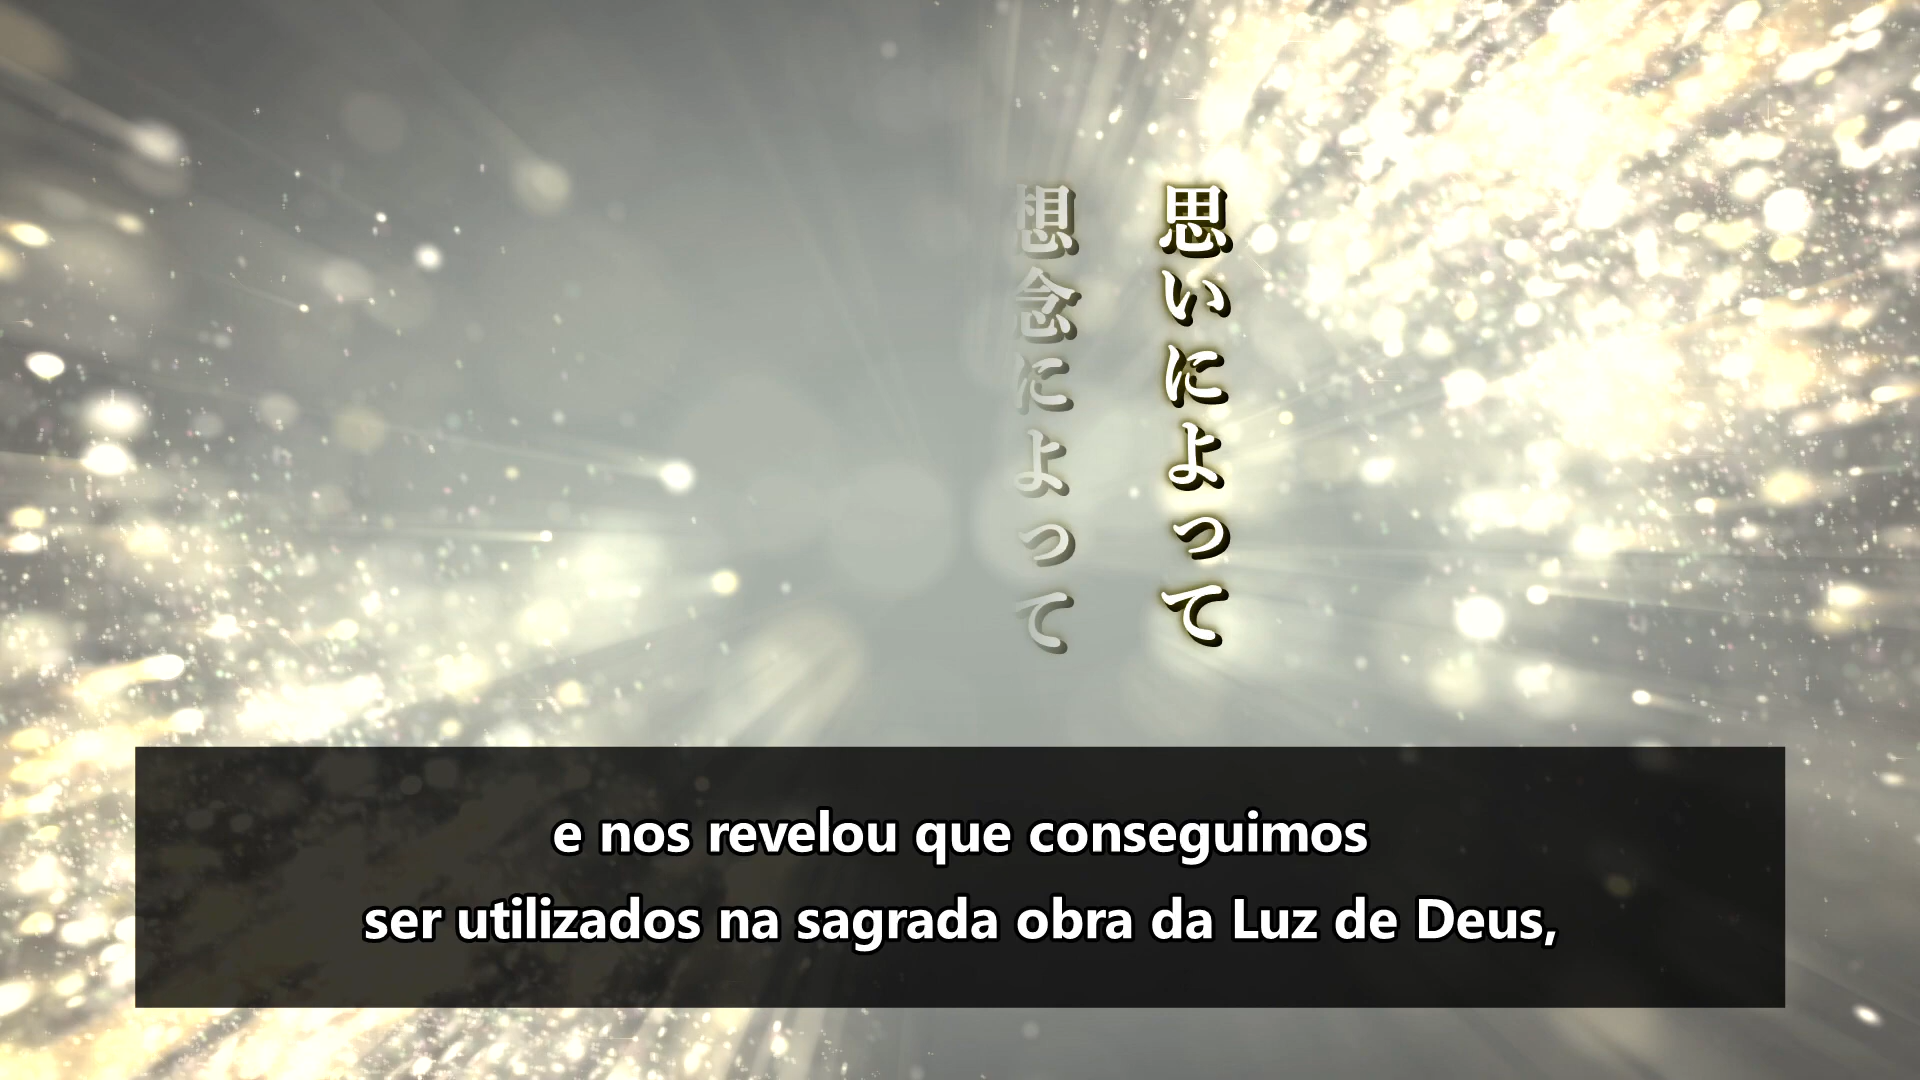 思いによって
想念によって
e nos revelou que conseguimos
ser utilizados na sagrada obra da Luz de Deus,